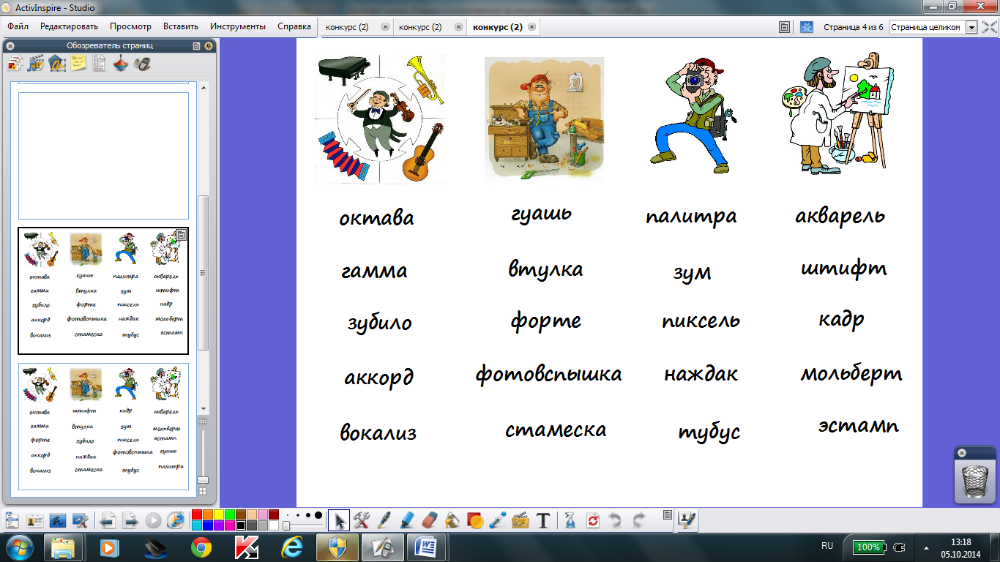 ActivInspire - Studio
Файл Редактировать Просмотр Вставить Инструменты Справка
конкурс (2) конкурс (2) конкурс (2)
Страница 4 из 6 Страница целиком
Обозреватель страниц
октава гуашь палитра акварель
гамма втулка зум штифт
зубило форте пиксель кадр
аккорд фотовспышка наждак мольберт
вокализ стамеска тубус эстамп
октава гуашь палитра акварель
гамма втулка зум штифт
зубило форте пиксель кадр
аккорд фотовспышка наждак мольберт
вокализ стамеска тубус эстамп
октава штифт кадр акварель
гамма втулка зум мольберт
форте зубило пиксель эстамп
аккорд наждак фотовспышка гуашь
вокализ стамеска тубус палитра
RU 100% 13:18
05.10.2014